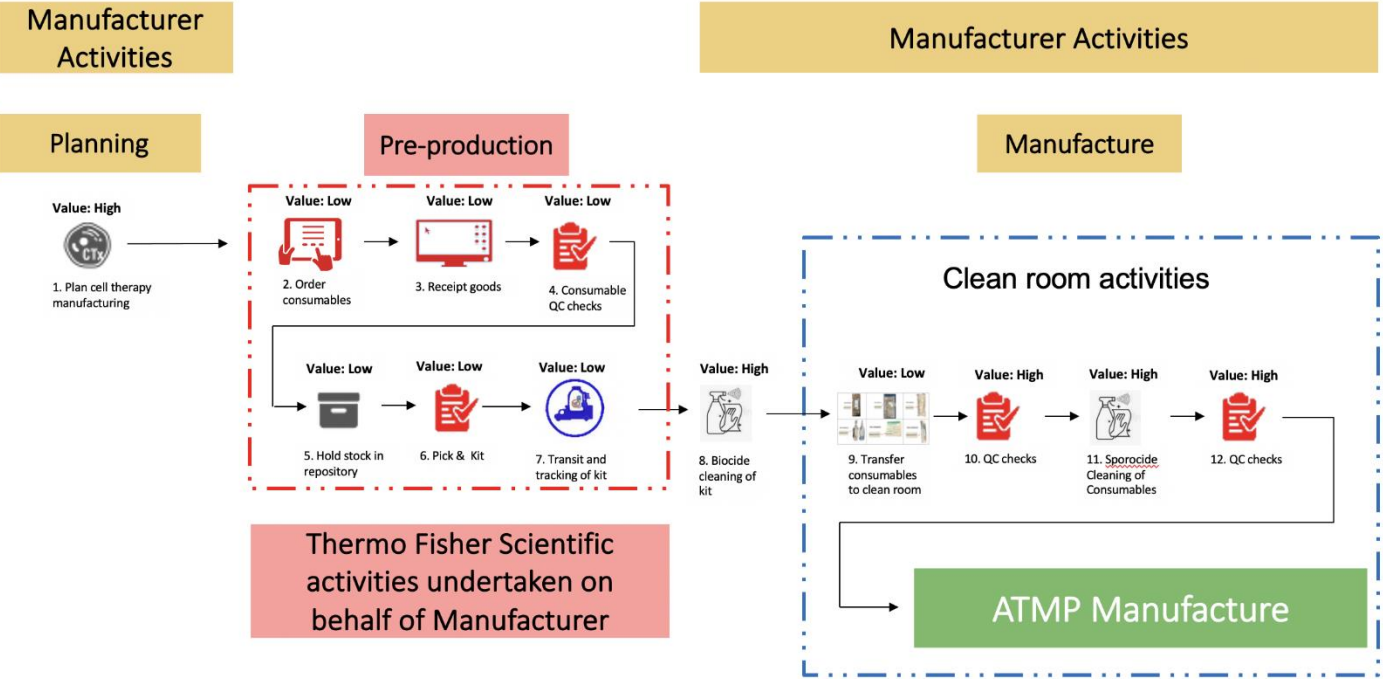 Manufacturer
Activities
Manufacturer Activities
Planning
Pre-production
Manufacture
Value: High
CTx
1. Plan cell therapy
manufacturing
Value: Low
2. Order
consumables
Value: Low
3. Receipt goods
Value: Low
4. Consumable
QC checks
Value: Low
5. Hold stock in
repository
Value: Low
6. Pick & Kit
Value: Low
7. Transit and
tracking of kit
Value: High
8. Biocide
cleaning of
kit
Clean room activities
Value: Low
9. Transfer
consumables
to clean room
Value: High
10. QC checks
Value: High
11. Sporocide
Cleaning of
Consumables
Value: High
12. QC checks
Thermo Fisher Scientific
activities undertaken on
behalf of Manufacturer
ATMP Manufacture